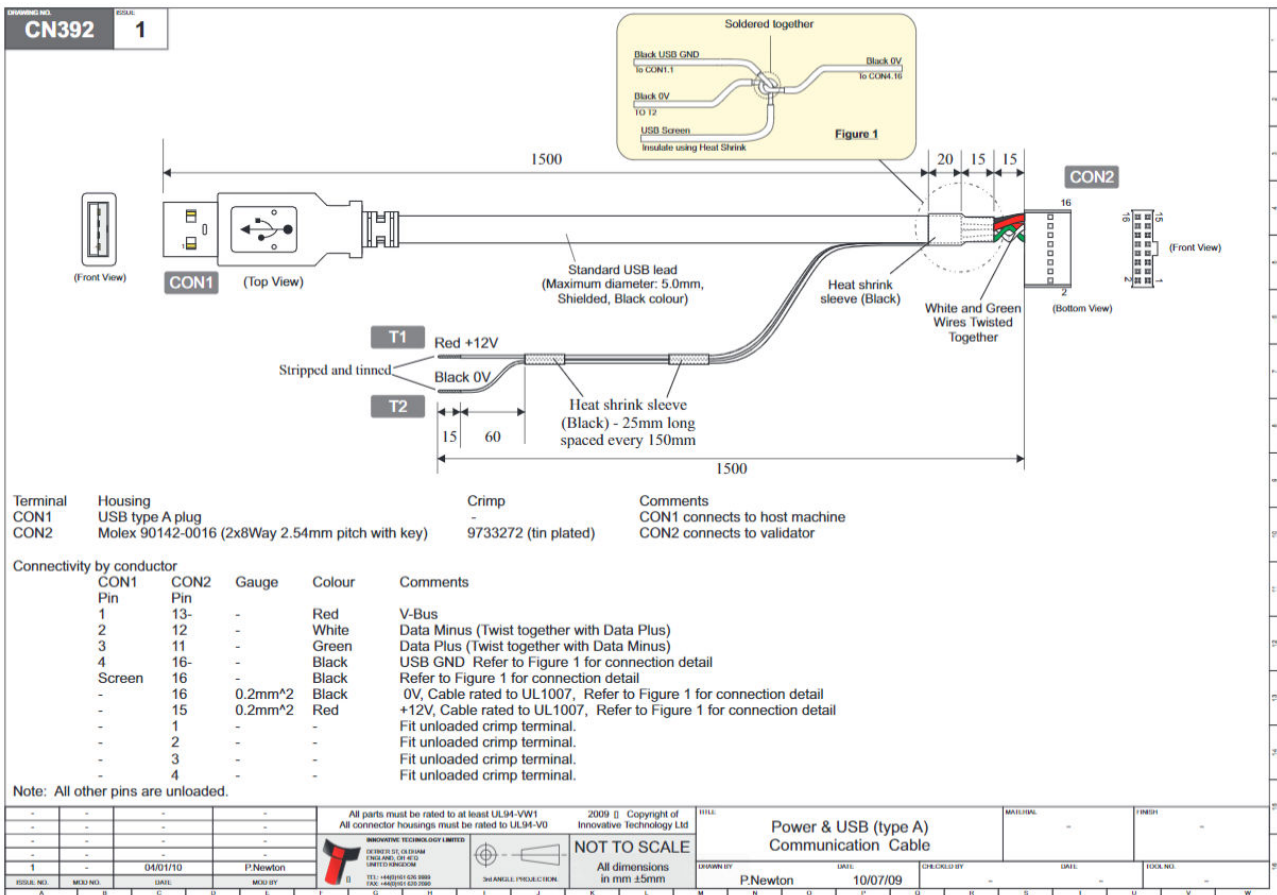 DRAWING NO.
CN392
ISSUE
1
Soldered together
Black USB GND
To CON1.1
Black 0V
To CON4.16
Black 0V
TO T2
USB Screen
Insulate using Heat Shrink
Figure 1
1500
20
15
15
CON2
16
16
15
2
1
(Front View)
2
(Bottom View)
(Front View)
1
CON1
(Top View)
Standard USB lead
(Maximum diameter: 5.0mm,
Shielded, Black colour)
Heat shrink
sleeve (Black)
White and Green
Wires Twisted
Together
T1
Red +12V
Stripped and tinned
Black 0V
T2
15
60
Heat shrink sleeve
(Black) - 25mm long
spaced every 150mm
1500
Terminal Housing Crimp Comments
CON1 USB type A plug - CON1 connects to host machine
CON2 Molex 90142-0016 (2x8Way 2.54mm pitch with key) 9733272 (tin plated) CON2 connects to validator
Connectivity by conductor
CON1 CON2 Gauge Colour Comments
Pin Pin
1 13- - Red V-Bus
2 12 - White Data Minus (Twist together with Data Plus)
3 11 - Green Data Plus (Twist together with Data Minus)
4 16- - Black USB GND Refer to Figure 1 for connection detail
Screen 16 - Black Refer to Figure 1 for connection detail
- 16 0.2mm^2 Black 0V, Cable rated to UL1007, Refer to Figure 1 for connection detail
- 15 0.2mm^2 Red +12V, Cable rated to UL1007, Refer to Figure 1 for connection detail
- 1 - - Fit unloaded crimp terminal.
- 2 - - Fit unloaded crimp terminal.
- 3 - - Fit unloaded crimp terminal.
- 4 - - Fit unloaded crimp terminal.
Note: All other pins are unloaded.
1 - 04/01/10 P.Newton
ISSUE NO. MOD NO. DATE MOD BY
All parts must be rated to at least UL94-VW1
All connector housings must be rated to UL94-V0
INNOVATIVE TECHNOLOGY LIMITED
DERKER ST, OLDHAM
ENGLAND, Ol4 4EQ
UNITED KINGDOM
3rd ANGLE PROJECTION.
2009 Copyright of
Innovative Technology Ltd
NOT TO SCALE
All dimensions
in mm ±5mm
TITLE
Power & USB (type A)
Communication Cable
MATERIAL
-
FINISH
-
DRAWN BY
P.Newton
DATE
10/07/09
CHECKED BY
-
DATE
-
TOOL NO.
-